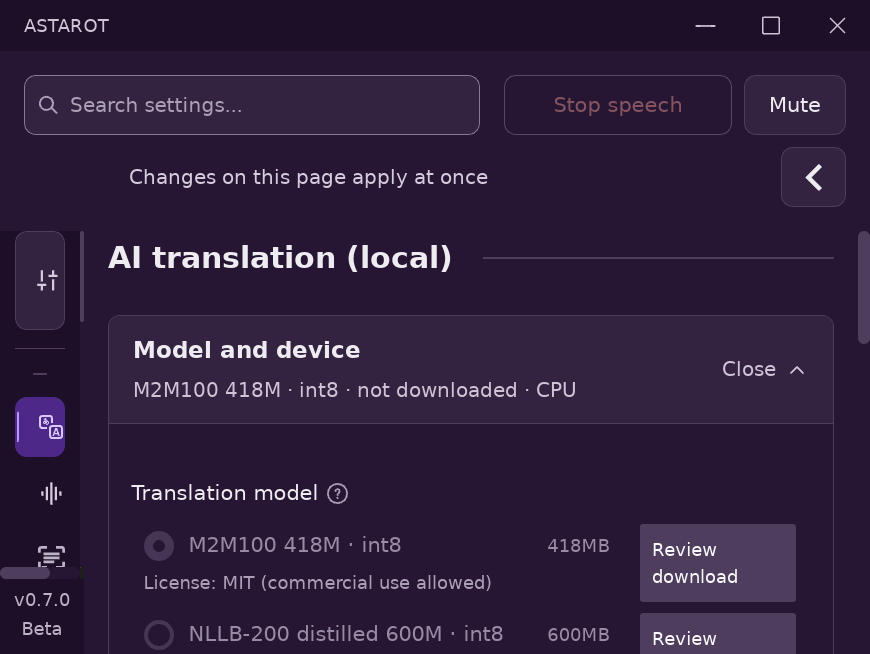 ASTAROT
Search settings...
Stop speech
Mute
Changes on this page apply at once
AI translation (local)
Model and device
M2M100 418M · int8 · not downloaded · CPU
Close
Translation model
M2M100 418M · int8
418MB
Review
download
License: MIT (commercial use allowed)
NLLB-200 distilled 600M · int8
600MB
Review
v0.7.0
Beta